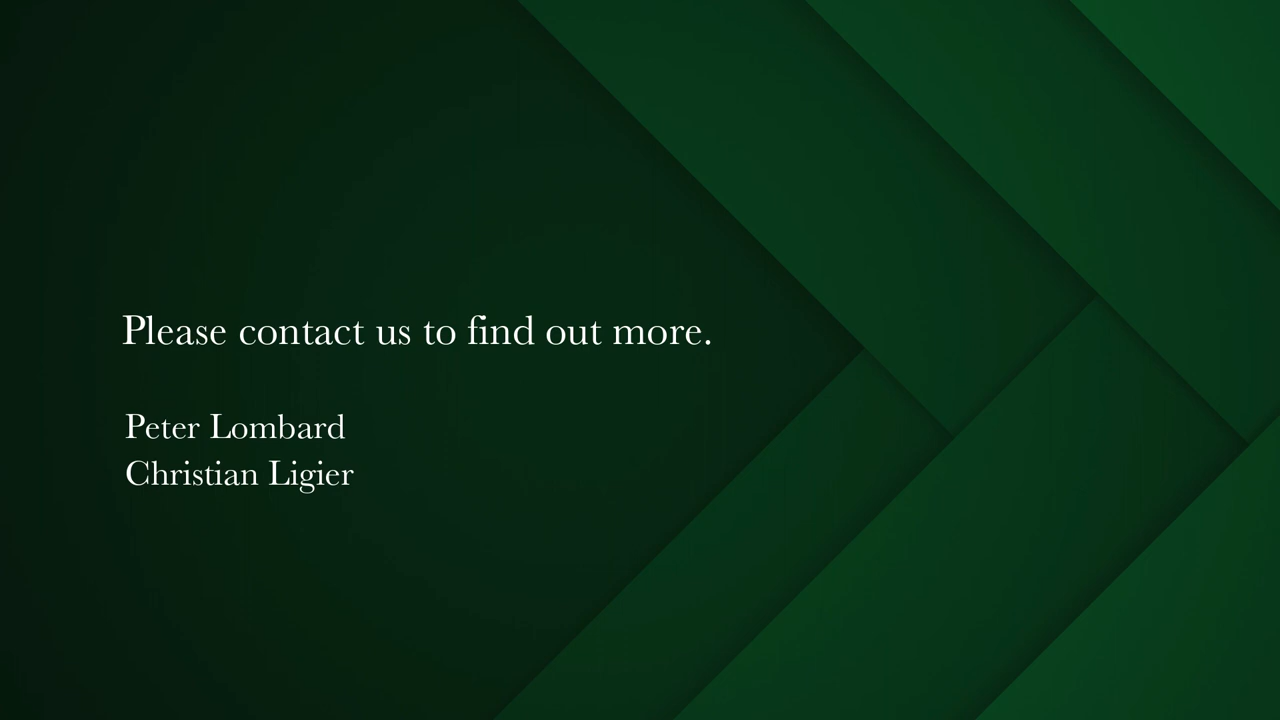 Please contact us to find out more.
Peter Lombard
Christian Ligier